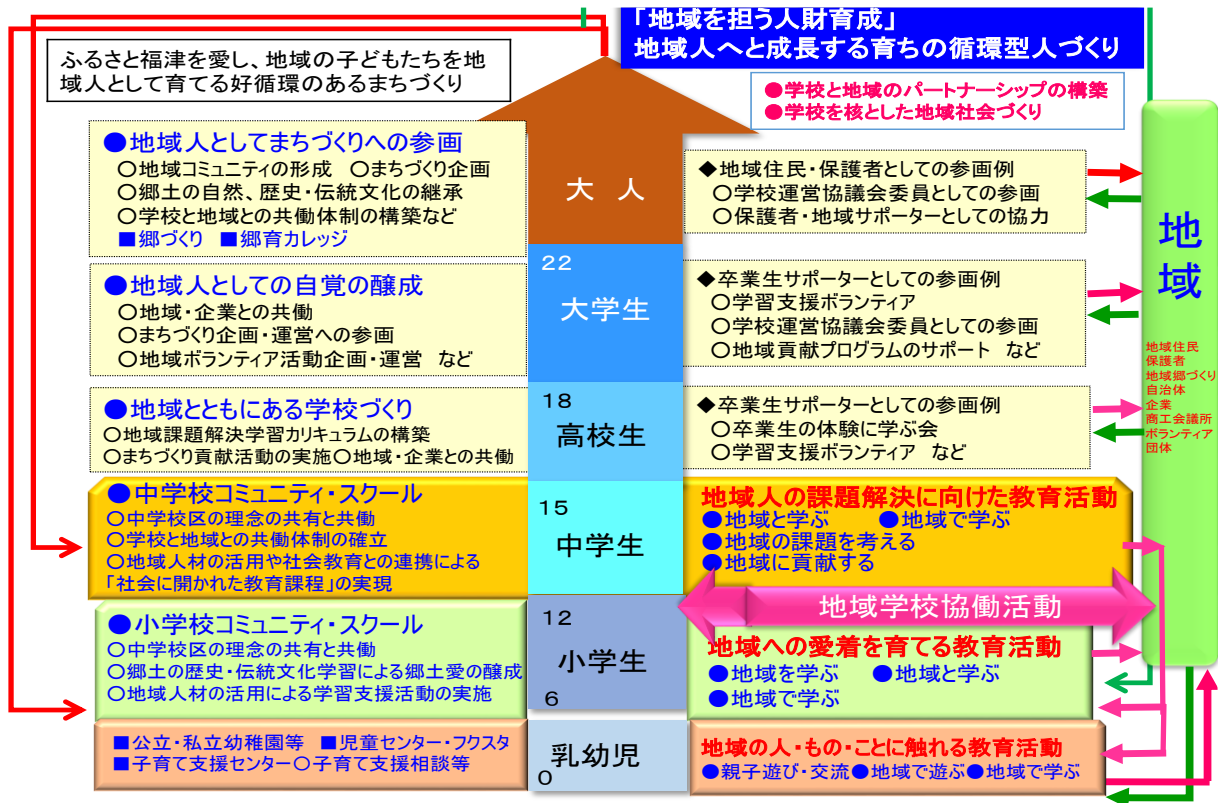 「地域を担う人財育成」
地域人へと成長する育ちの循環型人づくり
ふるさと福津を愛し、地域の子どもたちを地
域人として育てる好循環のあるまちづくり
●学校と地域のパートナーシップの構築
●学校を核とした地域社会づくり
●地域人としてまちづくりへの参画
〇地域コミュニティの形成 〇まちづくり企画
〇郷土の自然、歴史・伝統文化の継承
〇学校と地域との共働体制の構築など
■郷づくり ■郷育カレッジ
大 人
◆地域住民・保護者としての参画例
〇学校運営協議会委員としての参画
〇保護者・地域サポーターとしての協力
●地域人としての自覚の醸成
〇地域・企業との共働
〇まちづくり企画・運営への参画
〇地域ボランティア活動企画・運営 など
22
大学生
◆卒業生サポーターとしての参画例
〇学習支援ボランティア
〇学校運営協議会委員としての参画
〇地域貢献プログラムのサポート など
●地域とともにある学校づくり
〇地域課題解決学習カリキュラムの構築
〇まちづくり貢献活動の実施〇地域・企業との共働
18
高校生
◆卒業生サポーターとしての参画例
〇卒業生の体験に学ぶ会
〇学習支援ボランティア など
●中学校コミュニティ・スクール
〇中学校区の理念の共有と共働
〇学校と地域との共働体制の確立
〇地域人材の活用や社会教育との連携による
「社会に開かれた教育課程」の実現
15
中学生
地域人の課題解決に向けた教育活動
●地域と学ぶ ●地域で学ぶ
●地域の課題を考える
●地域に貢献する
地域学校協働活動
●小学校コミュニティ・スクール
〇中学校区の理念の共有と共働
〇郷土の歴史・伝統文化学習による郷土愛の醸成
〇地域人材の活用による学習支援活動の実施
12
小学生
6
地域への愛着を育てる教育活動
●地域を学ぶ ●地域と学ぶ
●地域で学ぶ
■公立・私立幼稚園等 ■児童センター・フクスタ
■子育て支援センター〇子育て支援相談等
乳幼児
0
地域の人・もの・ことに触れる教育活動
●親子遊び・交流●地域で遊ぶ●地域で学ぶ
地
域
地域住民
保護者
地域郷づくり
自治体
企業
商工会議所
ボランティア
団体